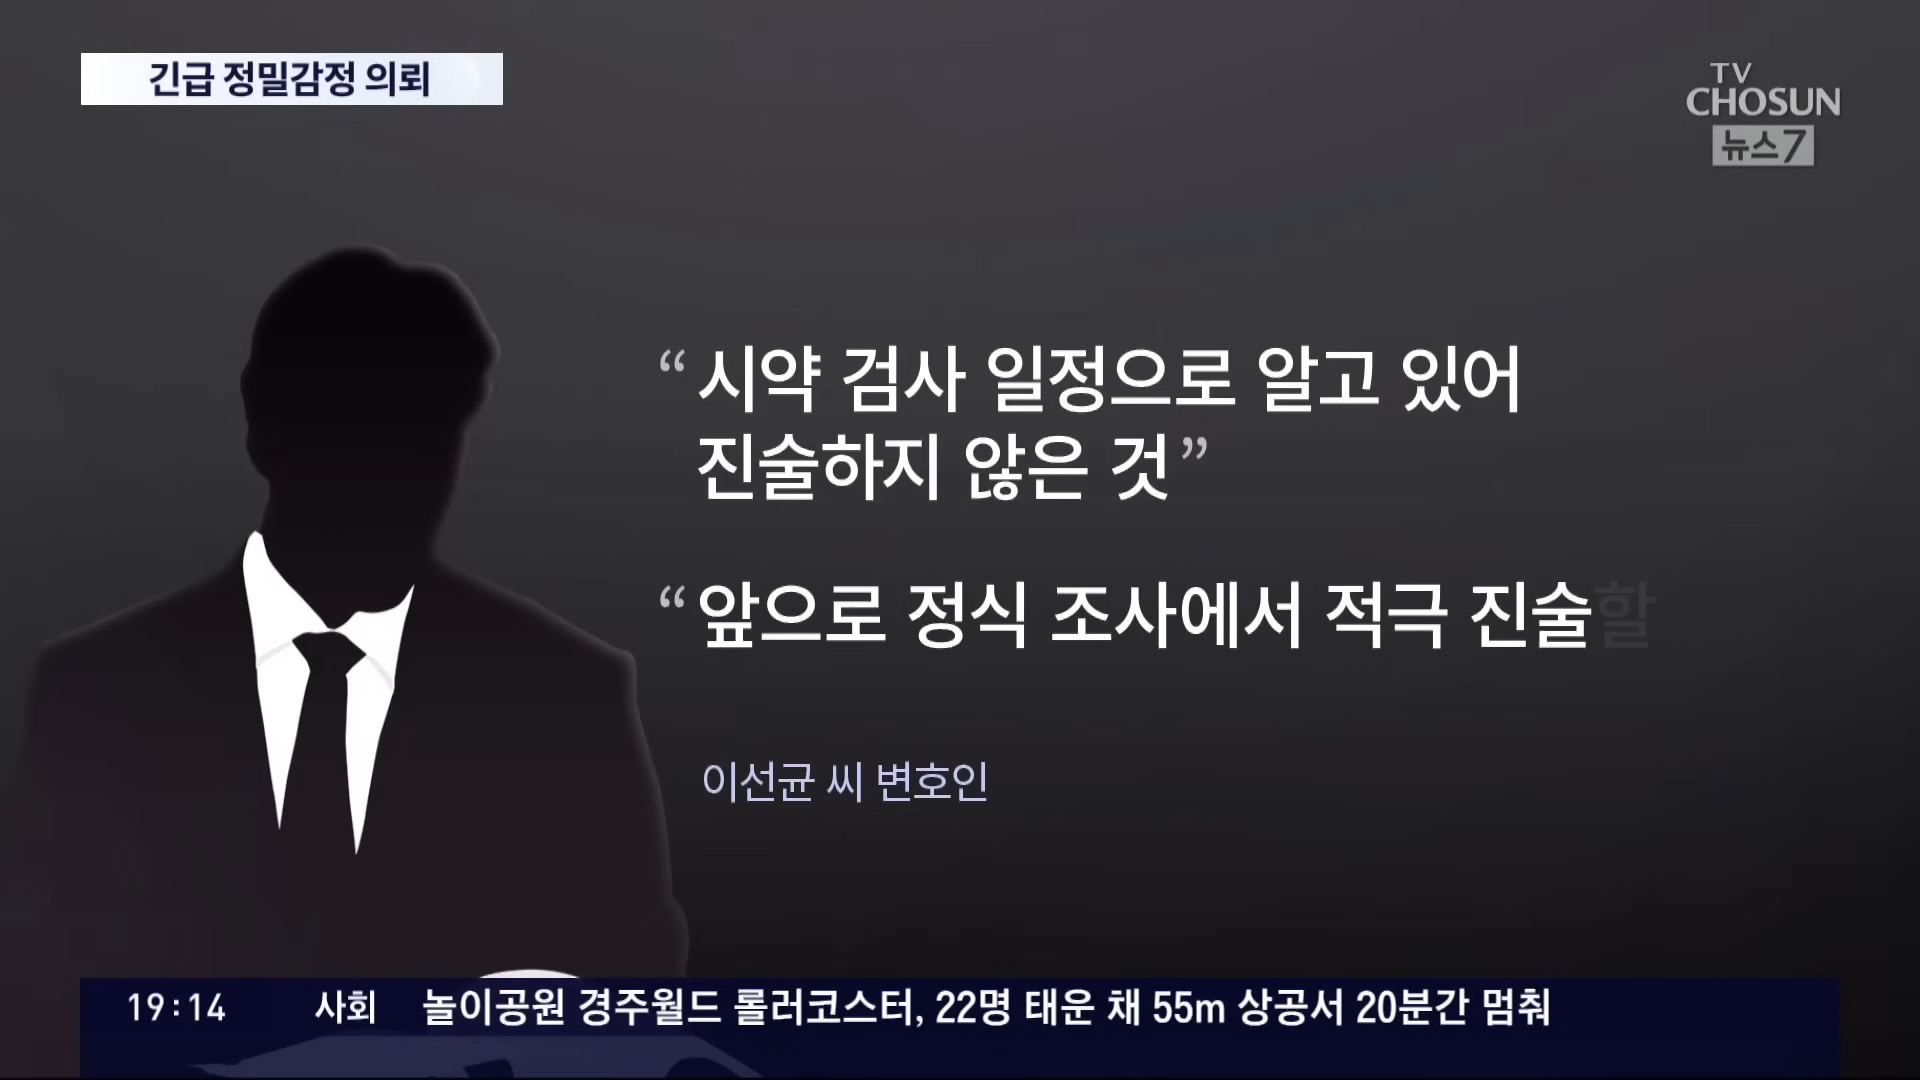 긴급 정밀감정 의뢰
TV
CHOSUN
뉴스7
“시약 검사 일정으로 알고 있어
진술하지 않은 것”
“앞으로 정식 조사에서 적극 진술할
이선균 씨 변호인
19:14 사회 놀이공원 경주월드 롤러코스터, 22명 태운 채 55m 상공서 20분간 멈춰